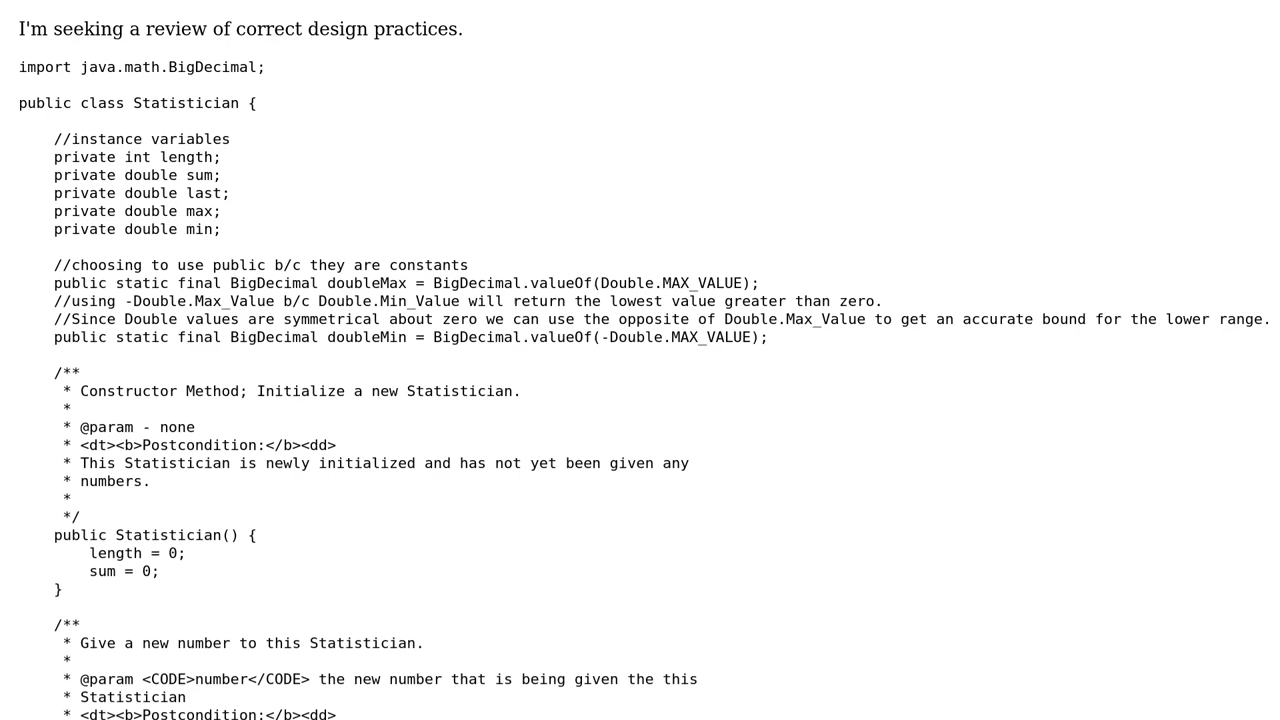 I'm seeking a review of correct design practices.
import java.math.BigDecimal;
public class Statistician {
//instance variables
private int length;
private double sum;
private double last;
private double max;
private double min;
//choosing to use public b/c they are constants
public static final BigDecimal doubleMax = BigDecimal.valueOf(Double.MAX_VALUE);
//using -Double.Max_Value b/c Double.Min_Value will return the lowest value greater than zero.
//Since Double values are symmetrical about zero we can use the opposite of Double.Max_Value to get an accurate bound for the lower range.
public static final BigDecimal doubleMin = BigDecimal.valueOf(-Double.MAX_VALUE);
/**
* Constructor Method; Initialize a new Statistician.
*
* @param - none
* <dt><b>Postcondition:</b><dd>
* This Statistician is newly initialized and has not yet been given any
* numbers.
*
*/
public Statistician() {
length = 0;
sum = 0;
}
/**
* Give a new number to this Statistician.
*
* @param <CODE>number</CODE> the new number that is being given the this
* Statistician
* <dt><b>Postcondition:</b><dd>